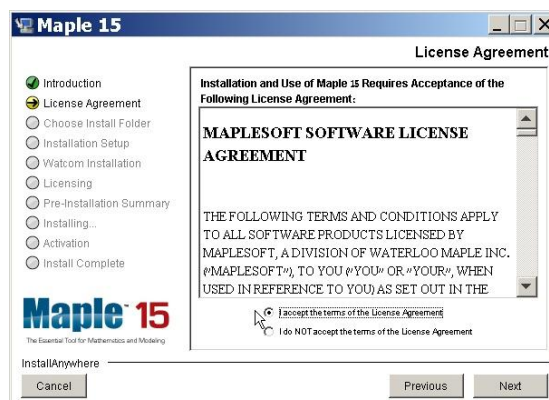 Maple 15
License Agreement
Introduction
License Agreement
Choose Install Folder
Installation Setup
Watcom Installation
Licensing
Pre-Installation Summary
Installing...
Activation
Install Complete
Installation and Use of Maple 15 Requires Acceptance of the
Following License Agreement:
MAPLESOFT SOFTWARE LICENSE
AGREEMENT
THE FOLLOWING TERMS AND CONDITIONS APPLY
TO ALL SOFTWARE PRODUCTS LICENSED BY
MAPLESOFT, A DIVISION OF WATERLOO MAPLE INC.
("MAPLESOFT"), TO YOU ("YOU" OR "YOUR", WHEN
USED IN REFERENCE TO YOU) AS SET OUT IN THE
I accept the terms of the License Agreement
I do NOT accept the terms of the License Agreement
Maple 15
The Essential Tool for Mathematics and Modeling
InstallAnywhere
Cancel
Previous
Next